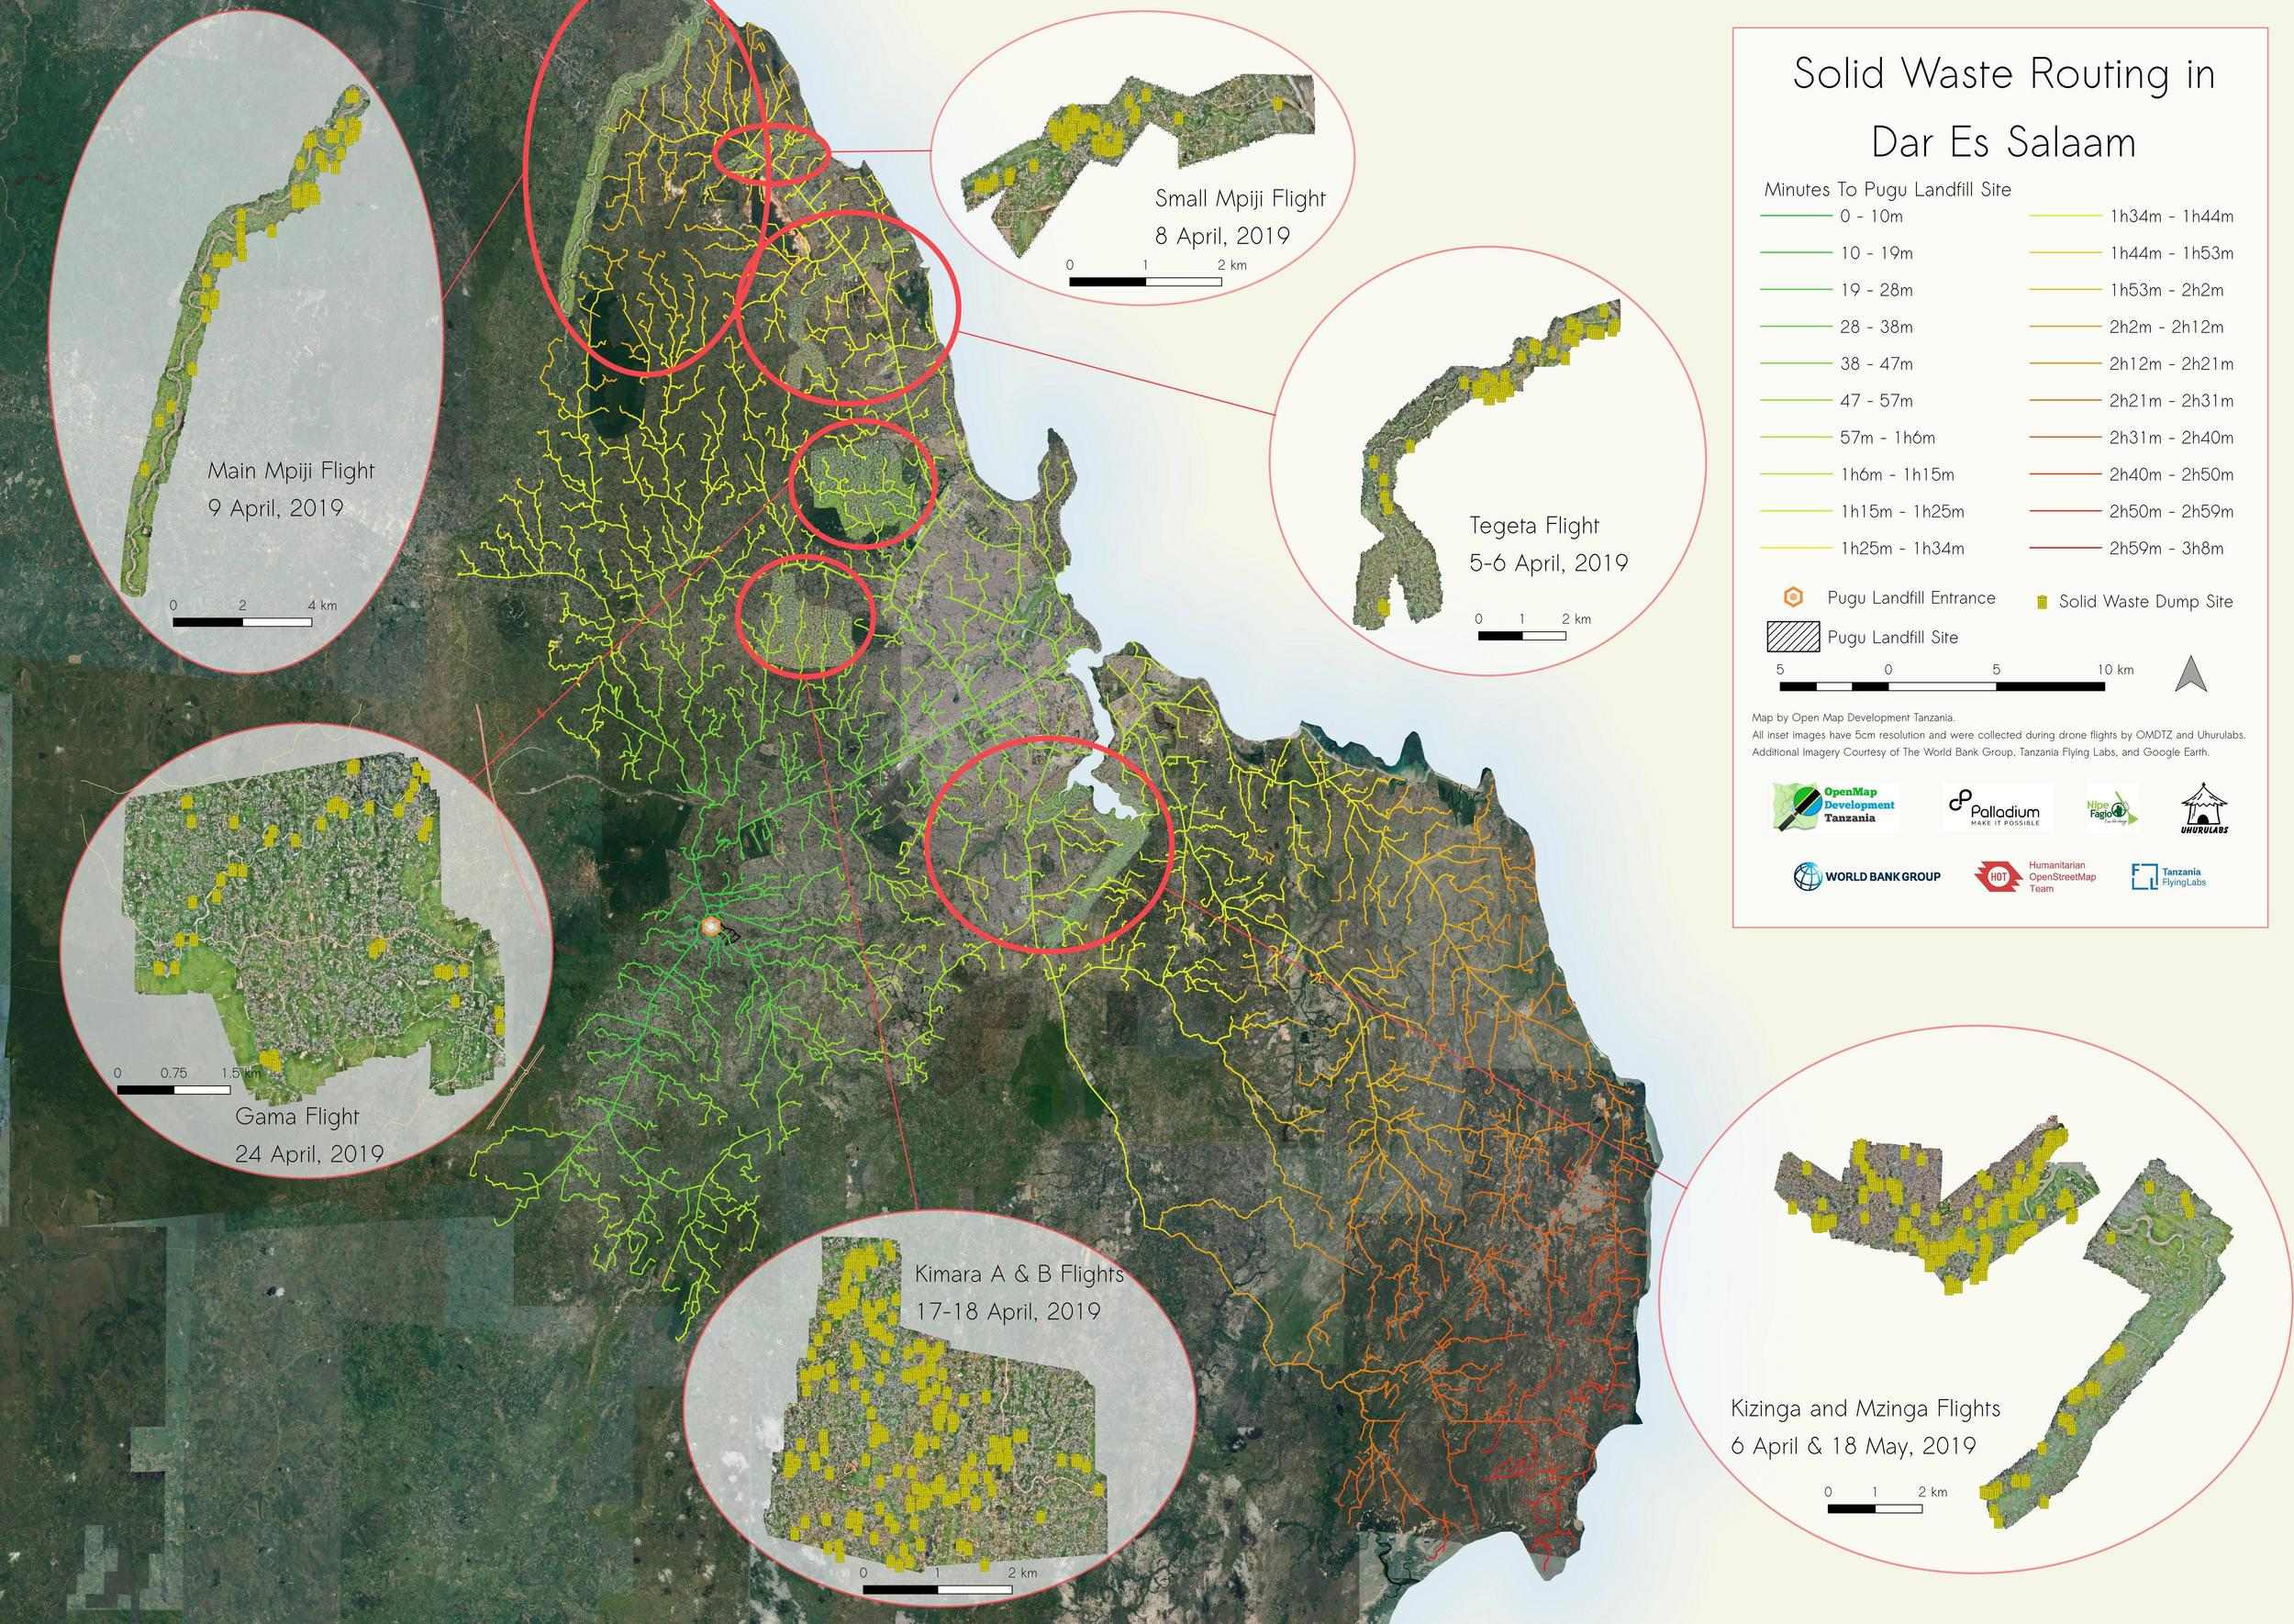 Solid Waste Routing in
Dar Es Salaam
Minutes To Pugu Landfill Site
0 - 10m
10 - 19m
19 - 28m
28 - 38m
38 - 47m
47 - 57m
57m - 1h6m
1h6m - 1h15m
1h15m - 1h25m
1h25m - 1h34m
1h34m - 1h44m
1h44m - 1h53m
1h53m - 2h2m
2h2m - 2h12m
2h12m - 2h21m
2h21m - 2h31m
2h31m - 2h40m
2h40m - 2h50m
2h50m - 2h59m
2h59m - 3h8m
Pugu Landfill Entrance
Solid Waste Dump Site
Pugu Landfill Site
5 0 5 10 km
Map by Open Map Development Tanzania.
All inset images have 5cm resolution and were collected during drone flights by OMDTZ and Uhurulabs.
Additional Imagery Courtesy of The World Bank Group, Tanzania Flying Labs, and Google Earth.
OpenMap
Development
Tanzania
Palladium
MAKE IT POSSIBLE
Nipe
Fagio
UHURULABS
WORLD BANK GROUP
HOT
Humanitarian
OpenStreetMap
Team
F
L
Tanzania
FlyingLabs
Main Mpiji Flight
9 April, 2019
0 2 4 km
Small Mpiji Flight
8 April, 2019
0 1 2 km
Tegeta Flight
5-6 April, 2019
0 1 2 km
0 0.75 1.5 km
Gama Flight
24 April, 2019
Kimara A & B Flights
17-18 April, 2019
0 1 2 km
Kizinga and Mzinga Flights
6 April & 18 May, 2019
0 1 2 km